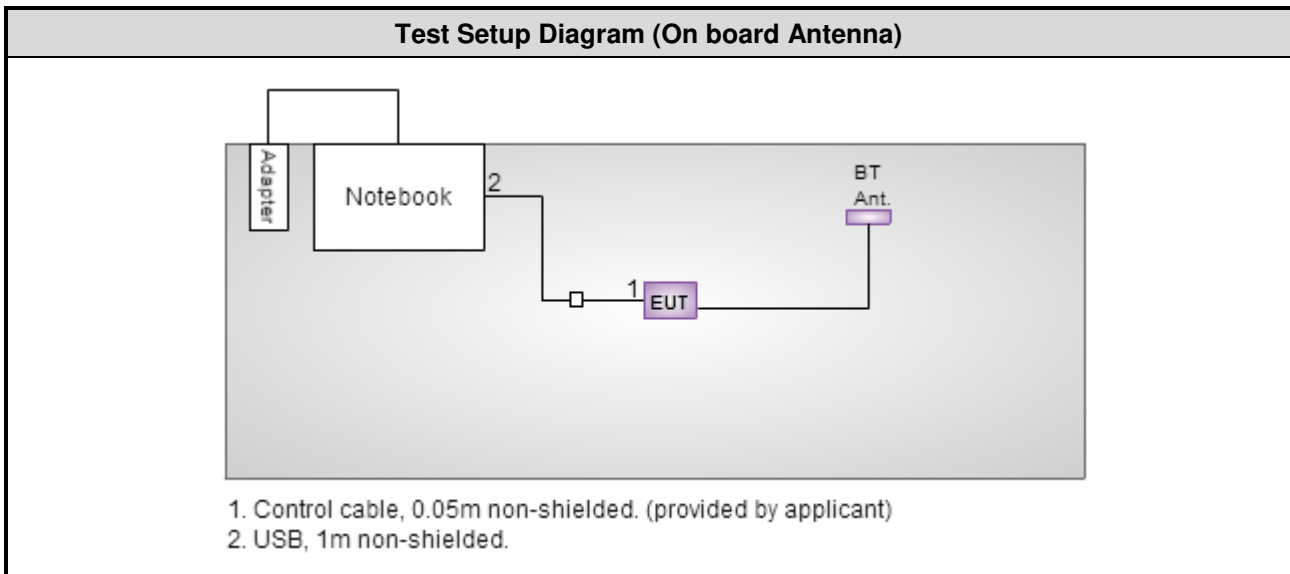 Test Setup Diagram (On board Antenna)
Adapter
Notebook
2
BT
Ant.
1
EUT
1. Control cable, 0.05m non-shielded. (provided by applicant)
2. USB, 1m non-shielded.